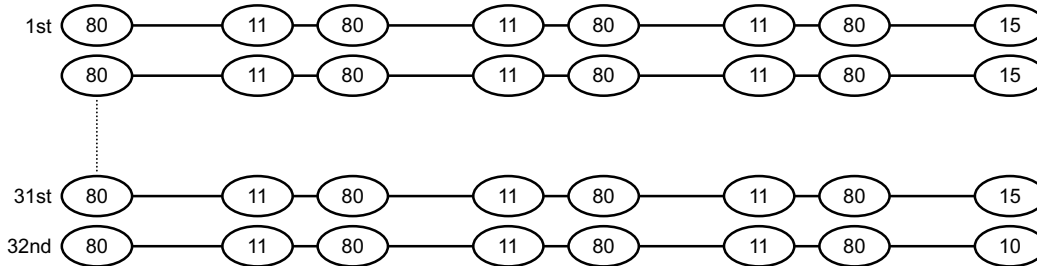 1st 80 11 80 11 80 11 80 15
80 11 80 11 80 11 80 15
31st 80 11 80 11 80 11 80 15
32nd 80 11 80 11 80 11 80 10